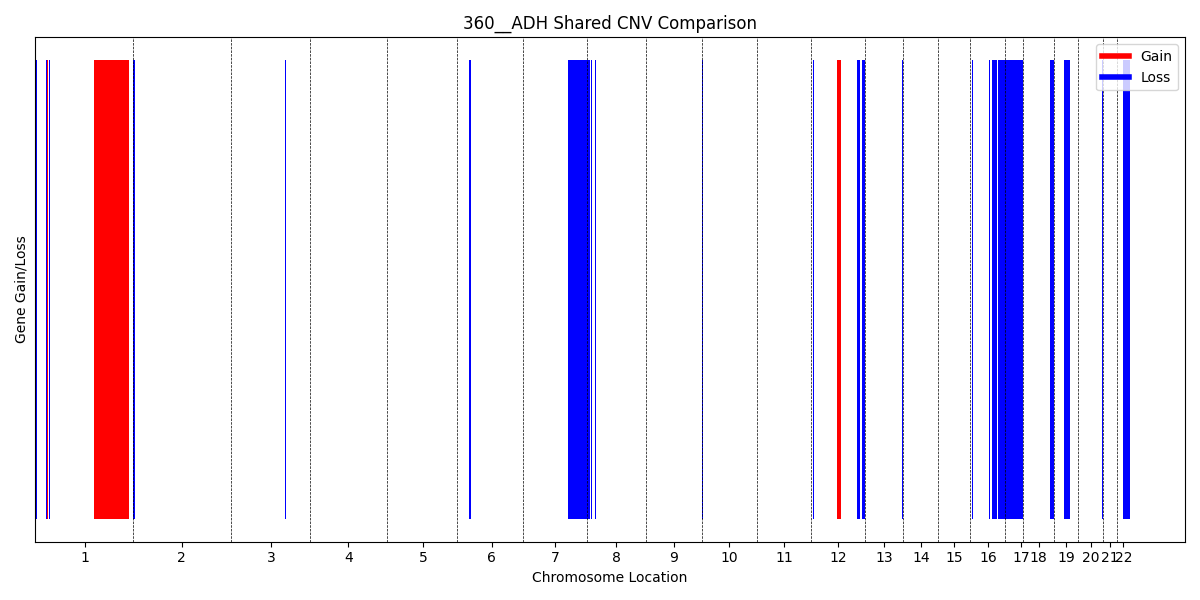 360__ADH Shared CNV Comparison
Gain
Loss
Gene Gain/Loss
1 2 3 4 5 6 7 8 9 10 11 12 13 14 15 16 17 18 19 20 21 22
Chromosome Location